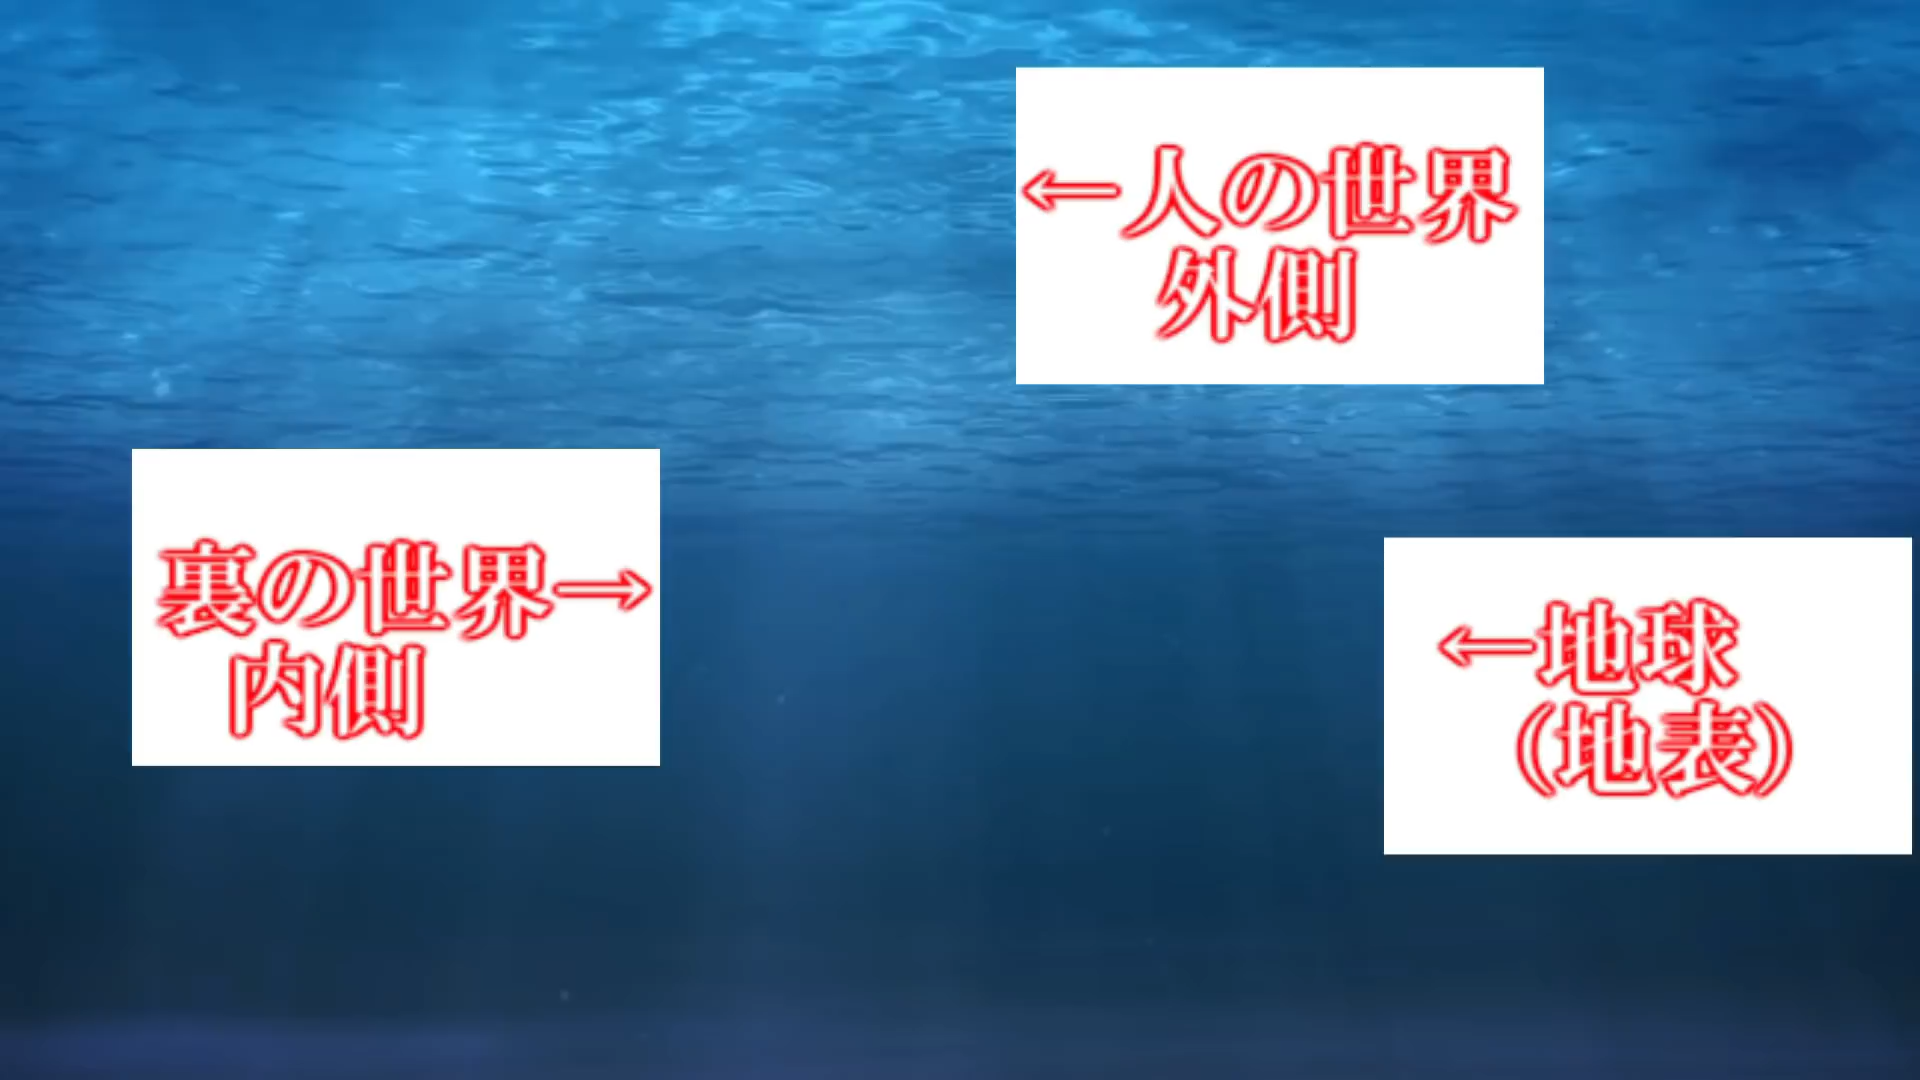 ←人の世界
外側
裏の世界→
内側
←地球
(地表)